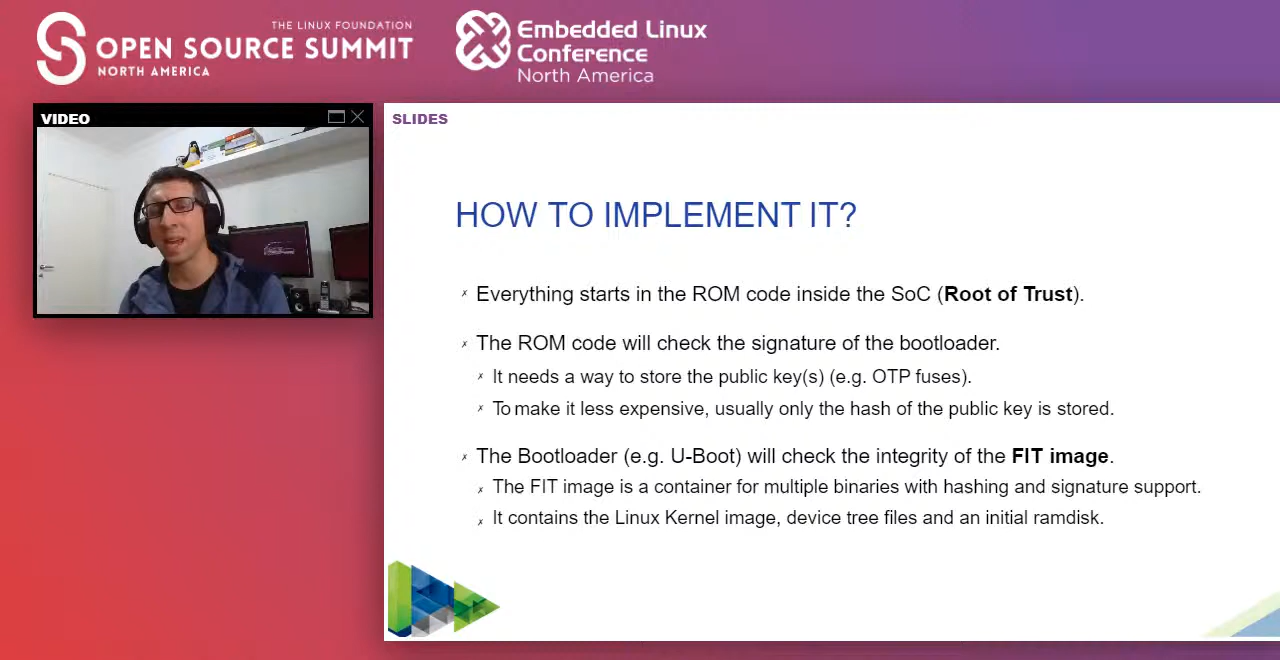 THE LINUX FOUNDATION
OPEN SOURCE SUMMIT
NORTH AMERICA
Embedded Linux
Conference
North America
VIDEO
SLIDES
HOW TO IMPLEMENT IT?
Everything starts in the ROM code inside the SoC (Root of Trust).
The ROM code will check the signature of the bootloader.
It needs a way to store the public key(s) (e.g. OTP fuses).
To make it less expensive, usually only the hash of the public key is stored.
The Bootloader (e.g. U-Boot) will check the integrity of the FIT image.
The FIT image is a container for multiple binaries with hashing and signature support.
It contains the Linux Kernel image, device tree files and an initial ramdisk.